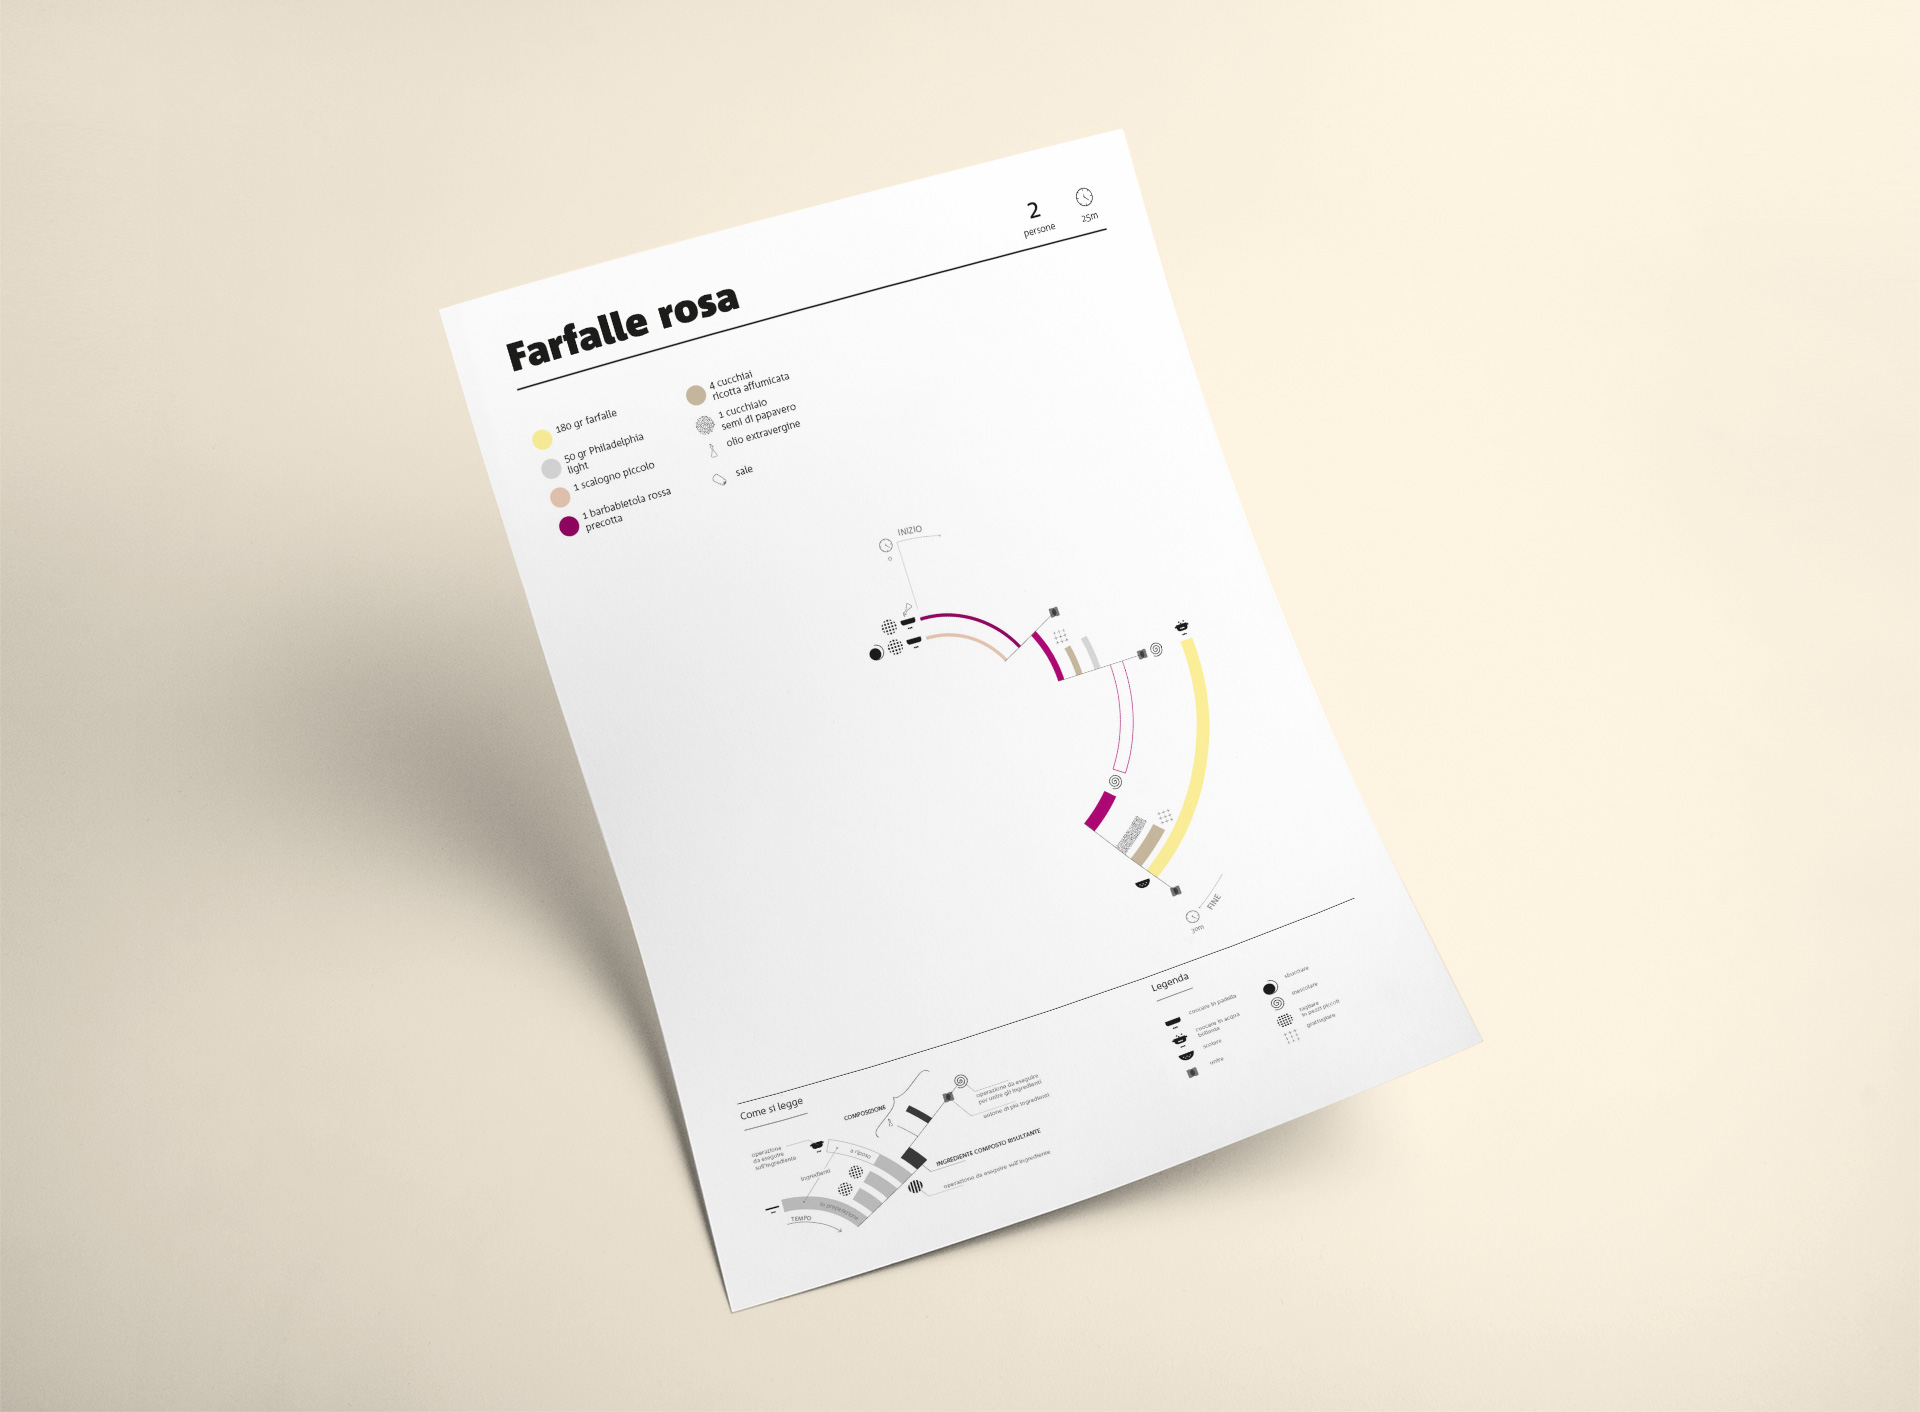 2
persone
25m
Farfalle rosa
180 gr farfalle
50 gr Philadelphia
light
1 scalogno piccolo
1 barbabietola rossa
precotta
4 cucchiai
ricotta affumicata
1 cucchiaio
semi di papavero
olio extravergine
sale
INIZIO
0
FINE
30m
Legenda
cuocere in padella
cuocere in acqua
bollente
scolare
unire
sbucciare
mescolare
tagliare
in pezzi piccoli
grattugiare
Come si legge
operazione
da eseguire
sull'ingrediente
Ingredienti
a riposo
in preparazione
TEMPO
COMPOSIZIONE
operazione da eseguire
per unire gli ingredienti
unione di più ingredienti
INGREDIENTE COMPOSTO RISULTANTE
operazione da eseguire sull'ingrediente